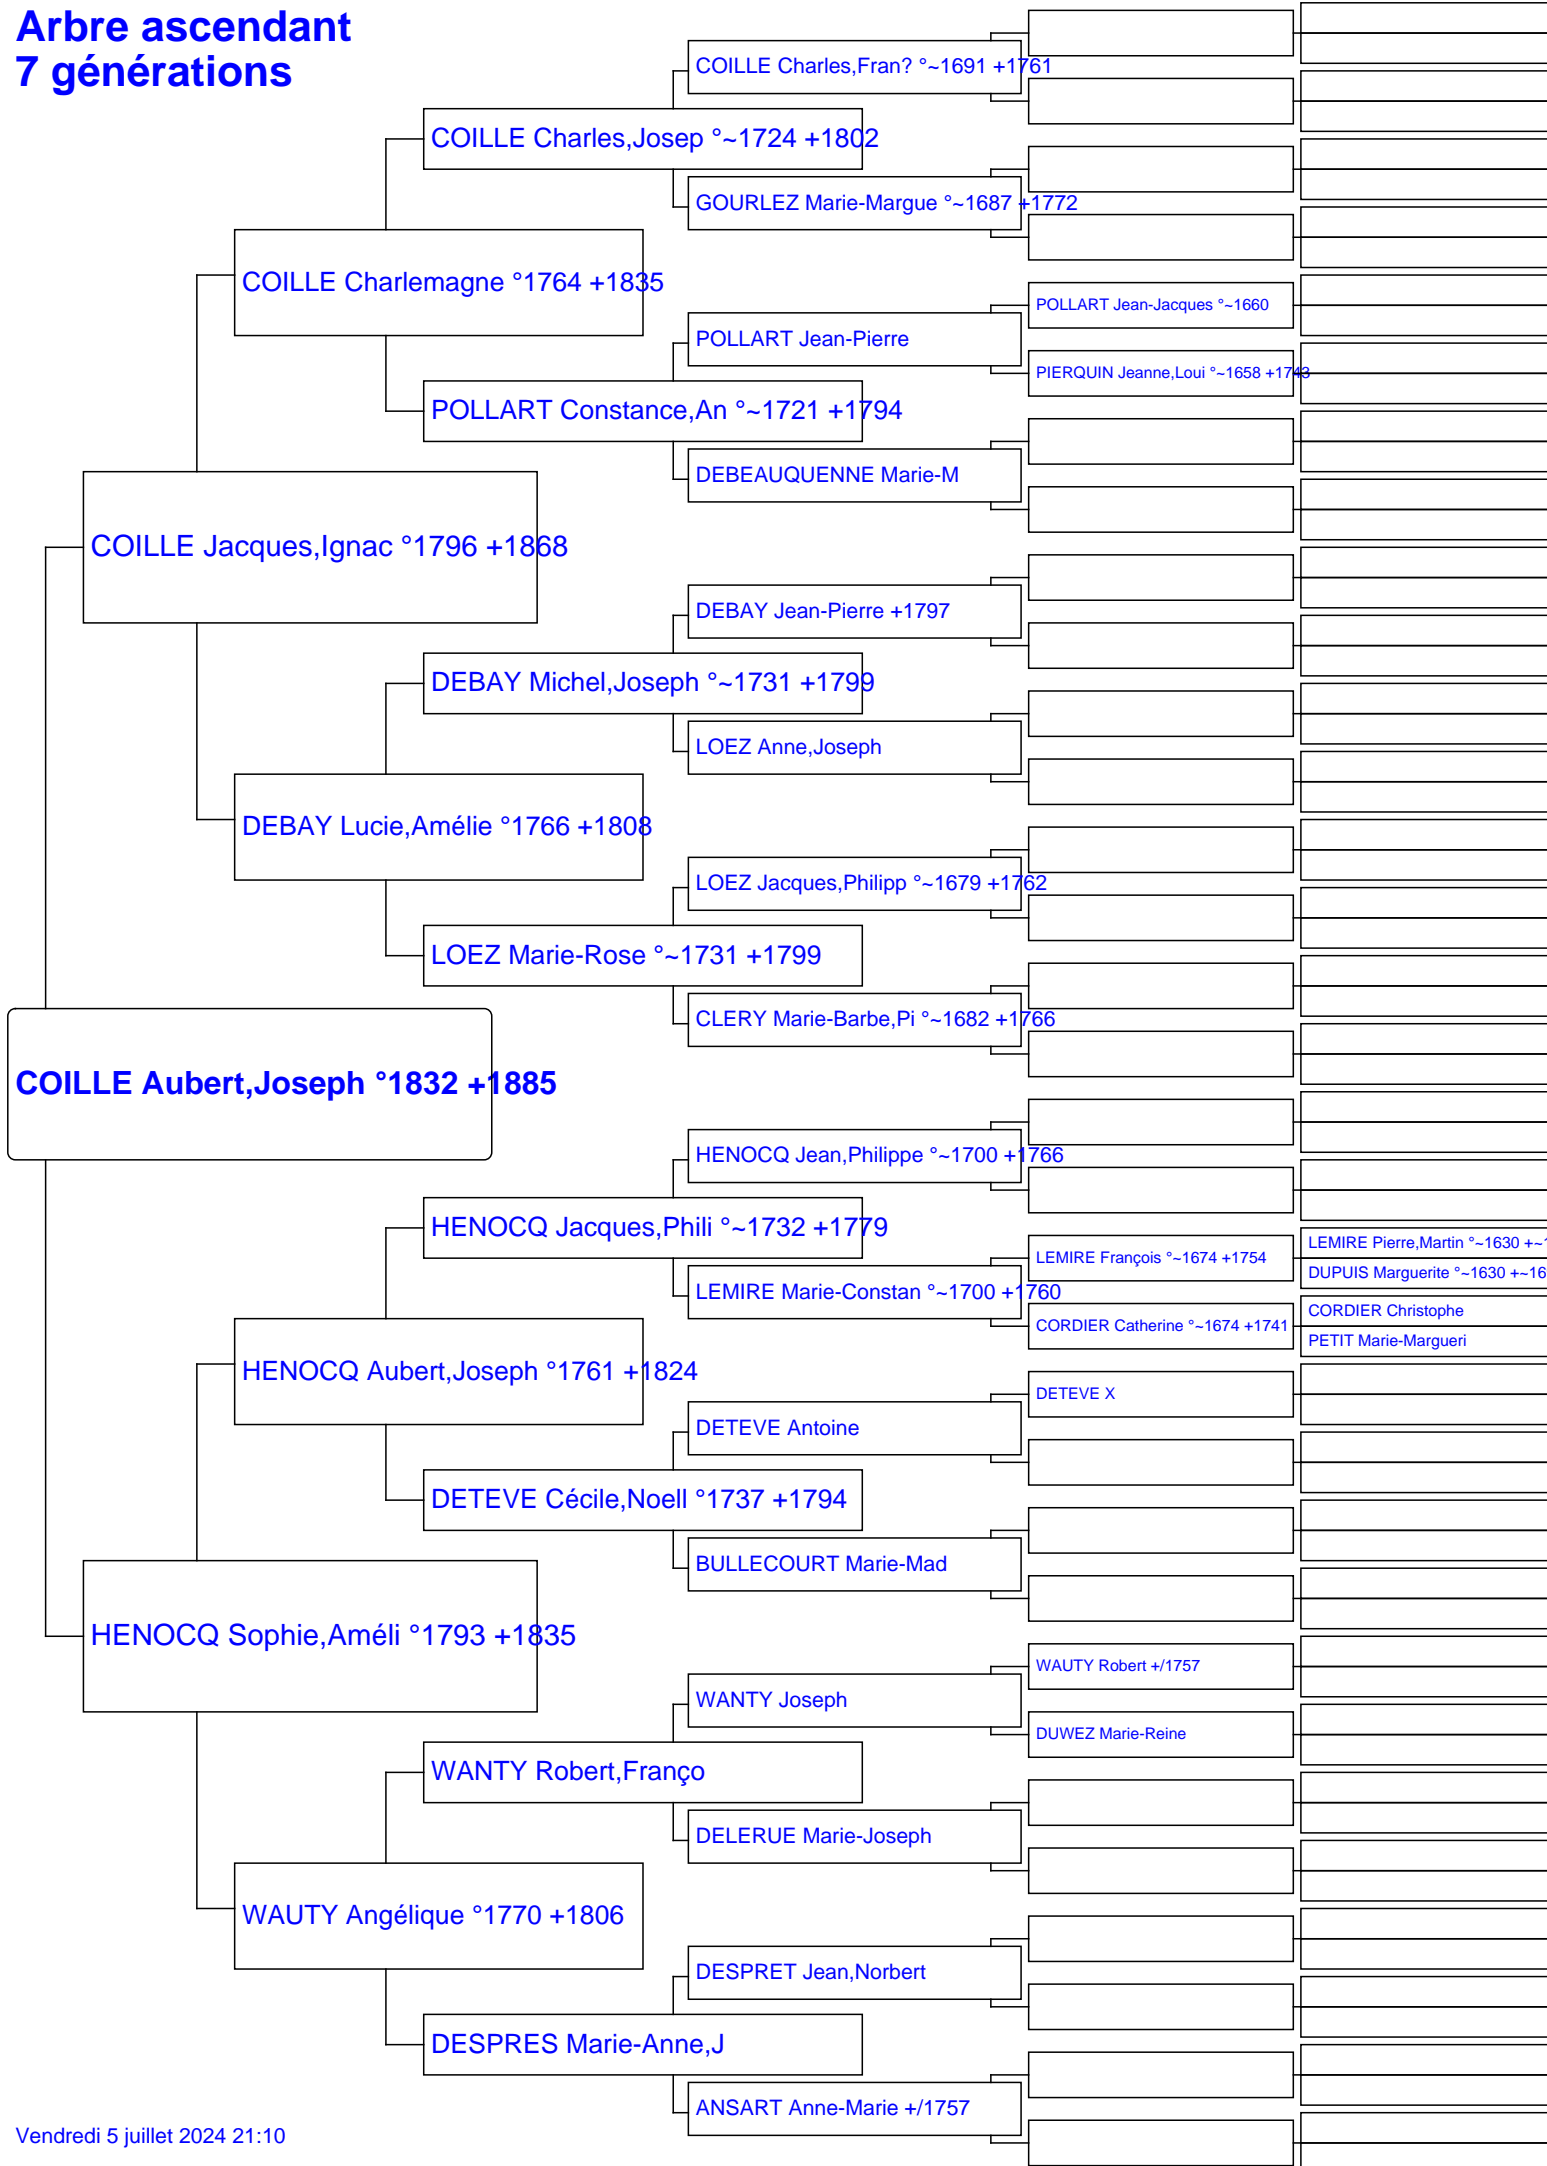 Arbre ascendant
7 générations
COILLE Charles,Fran? °~1691 +1761
COILLE Charles,Josep °~1724 +1802
GOURLEZ Marie-Margue °~1687 +1772
COILLE Charlemagne °1764 +1835
POLLART Jean-Jacques °~1660
POLLART Jean-Pierre
PIERQUIN Jeanne,Loui °~1658 +1743
POLLART Constance,An °~1721 +1794
DEBEAUQUENNE Marie-M
COILLE Jacques,Ignac °1796 +1868
DEBAY Jean-Pierre +1797
DEBAY Michel,Joseph °~1731 +1799
LOEZ Anne,Joseph
DEBAY Lucie,Amélie °1766 +1808
LOEZ Jacques,Philipp °~1679 +1762
LOEZ Marie-Rose °~1731 +1799
CLERY Marie-Barbe,Pi °~1682 +1766
COILLE Aubert,Joseph °1832 +1885
HENOCQ Jean,Philippe °~1700 +1766
HENOCQ Jacques,Phili °~1732 +1779
LEMIRE Pierre,Martin °~1630 +~1
LEMIRE François °~1674 +1754
DUPUIS Marguerite °~1630 +~16
LEMIRE Marie-Constan °~1700 +1760
CORDIER Christophe
CORDIER Catherine °~1674 +1741
PETIT Marie-Margueri
HENOCQ Aubert,Joseph °1761 +1824
DETEVE X
DETEVE Antoine
DETEVE Cécile,Noell °1737 +1794
BULLECOURT Marie-Mad
HENOCQ Sophie,Améli °1793 +1835
WAUTY Robert +/1757
WANTY Joseph
DUWEZ Marie-Reine
WANTY Robert,Franço
DELERUE Marie-Joseph
WAUTY Angélique °1770 +1806
DESPRET Jean,Norbert
DESPRES Marie-Anne,J
ANSART Anne-Marie +/1757
Vendredi 5 juillet 2024 21:10